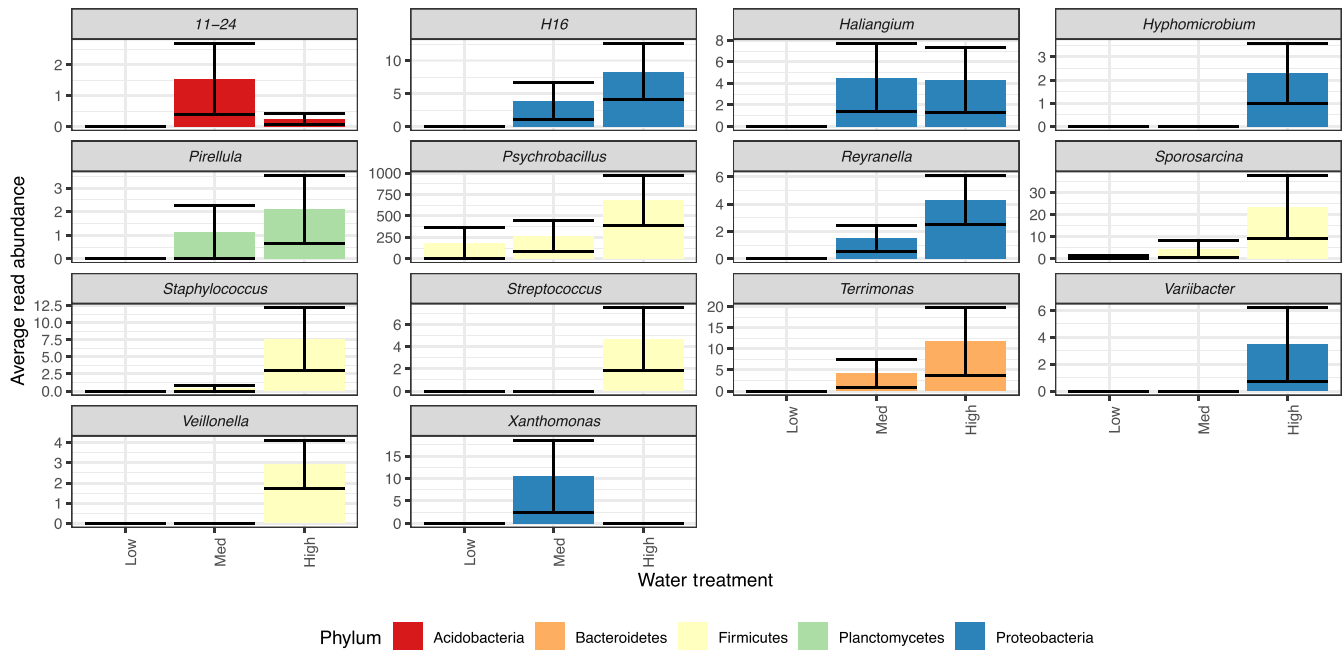 11−24
H16
Haliangium
Hyphomicrobium
2
1
0
10
5
0
8
6
4
2
0
3
2
1
0
Pirellula
Psychrobacillus
Reyranella
Sporosarcina
3
2
1
0
1000
750
500
250
0
6
4
2
0
30
20
10
0
Staphylococcus
Streptococcus
Terrimonas
Variibacter
12.5
10.0
7.5
5.0
2.5
0.0
6
4
2
0
20
15
10
5
0
6
4
2
0
Low
Med
High
Low
Med
High
Veillonella
Xanthomonas
4
3
2
1
0
15
10
5
0
Low
Med
High
Low
Med
High
Average read abundance
Water treatment
Phylum Acidobacteria Bacteroidetes Firmicutes Planctomycetes Proteobacteria